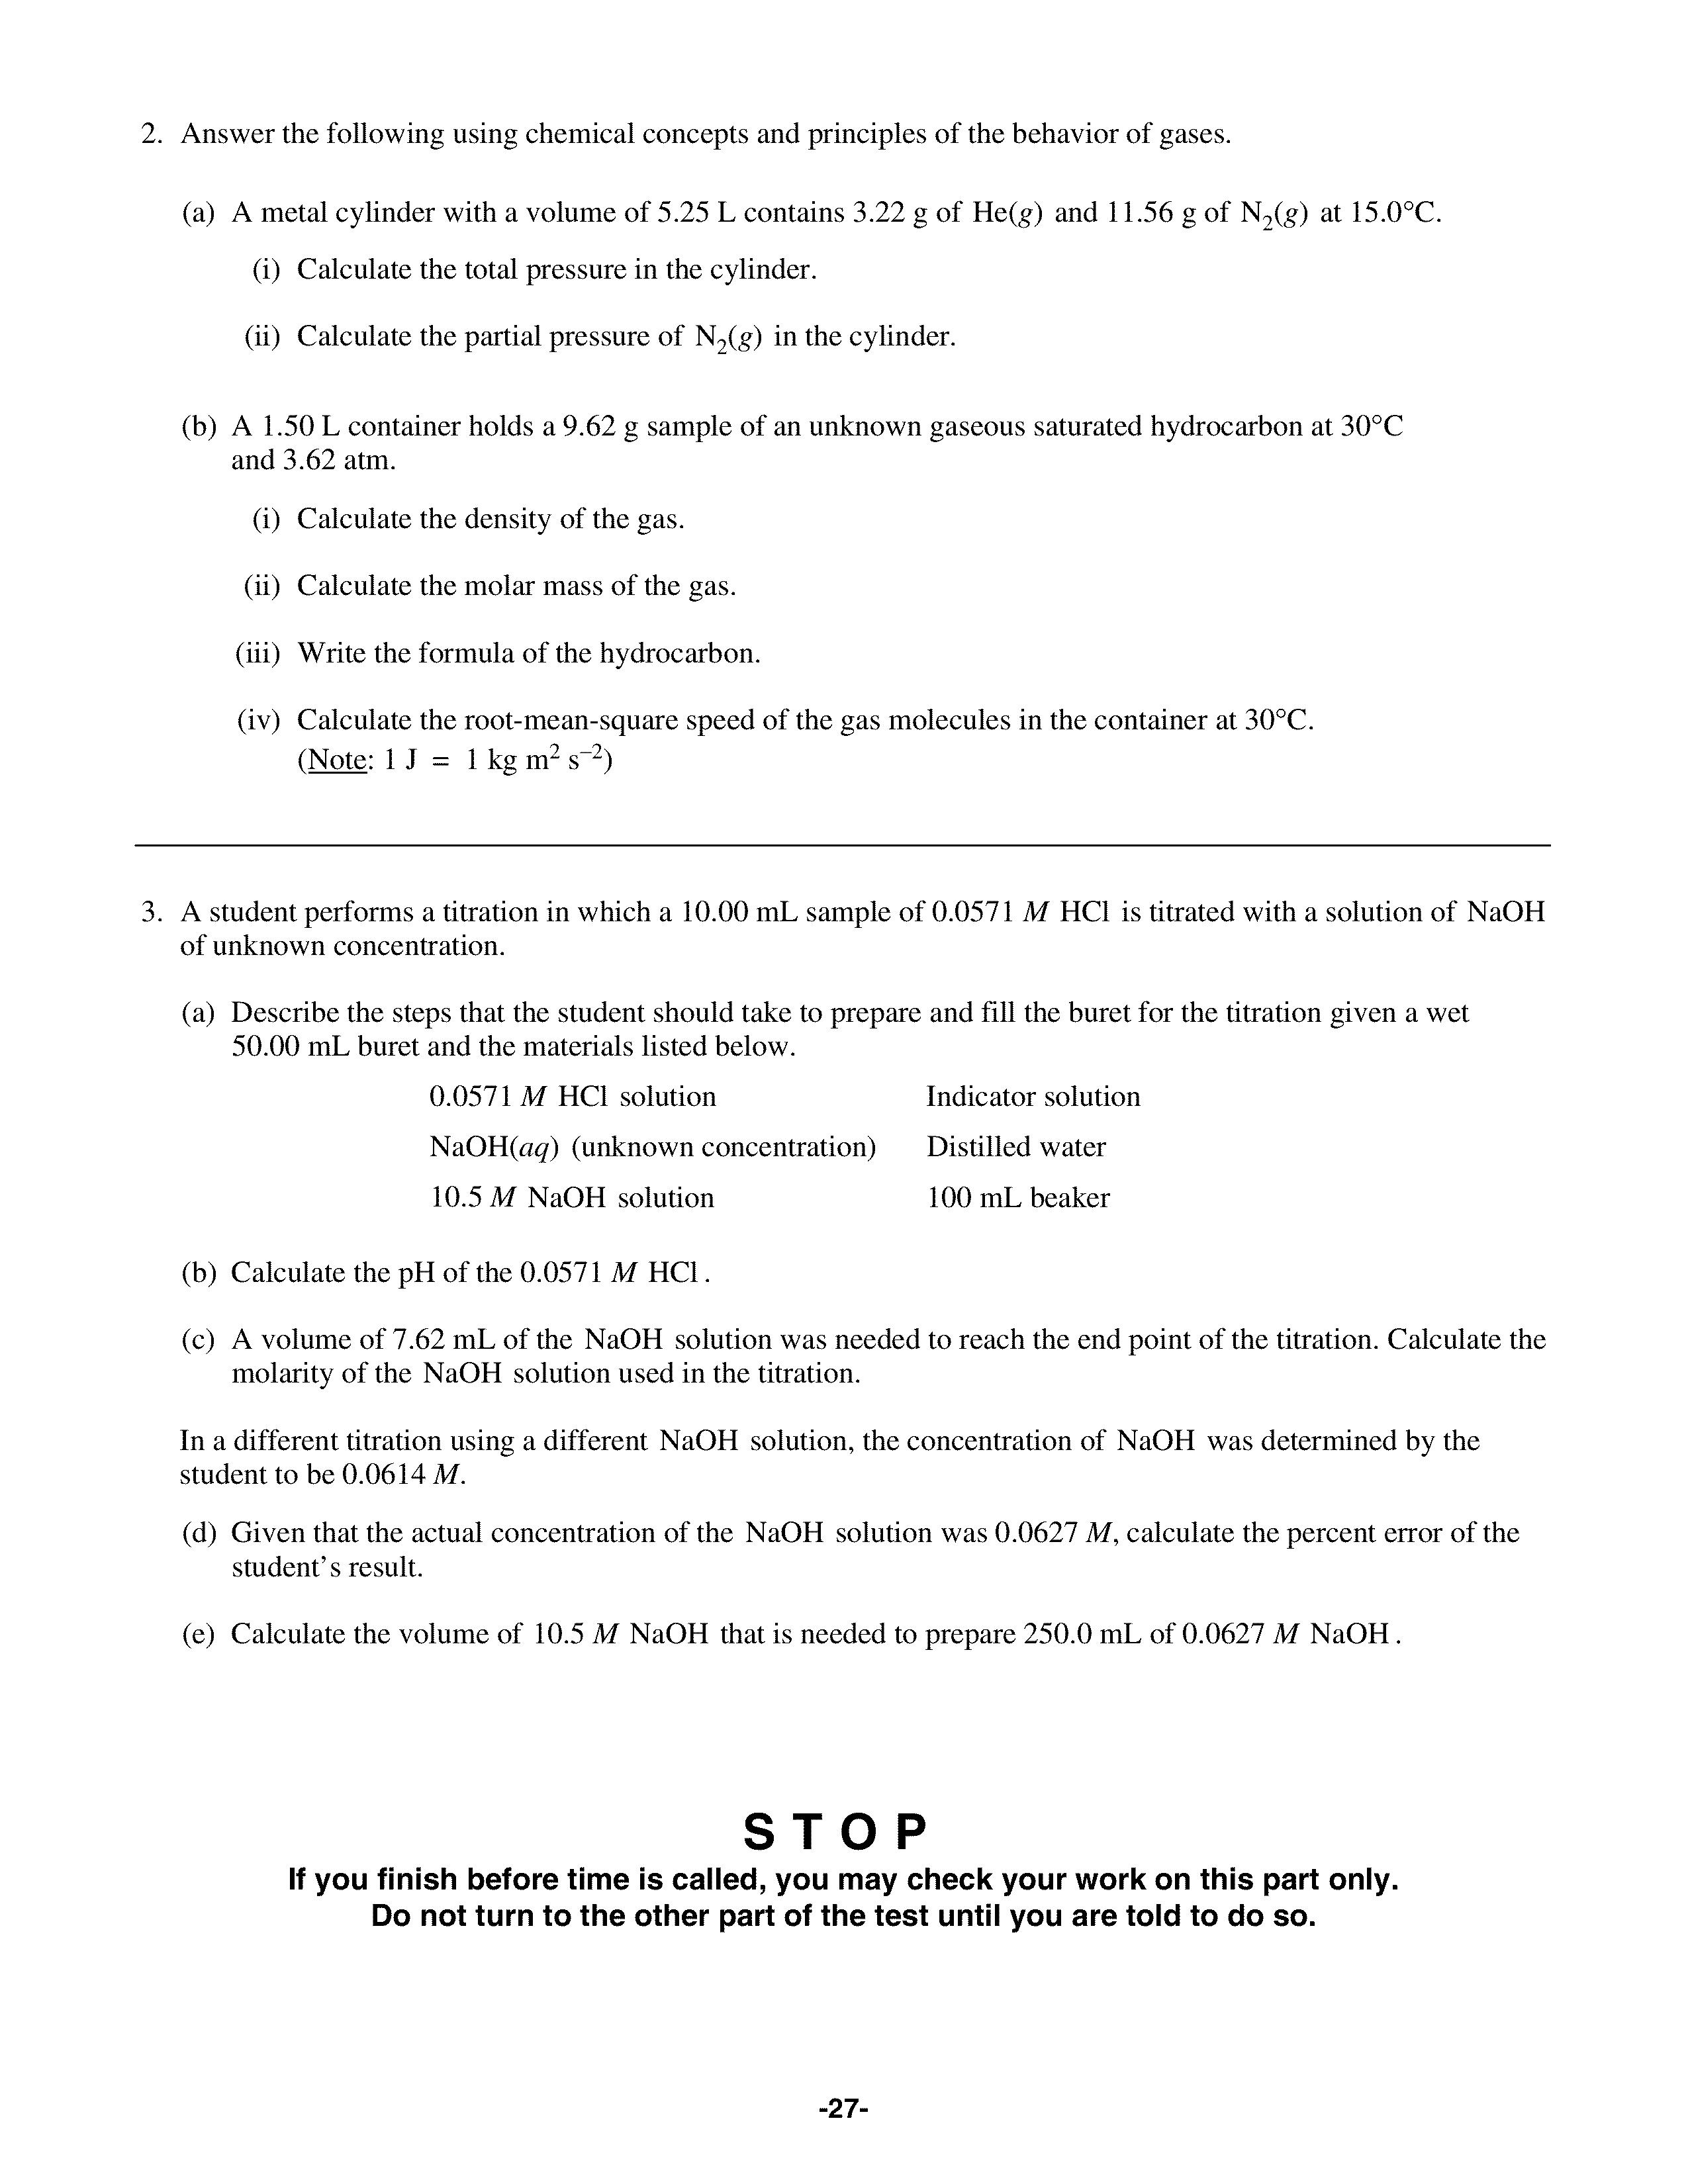 2. Answer the following using chemical concepts and principles of the behavior of gases.
(a) A metal cylinder with a volume of 5.25 L contains 3.22 g of He(g) and 11.56 g of N₂(g) at 15.0°C.
(i) Calculate the total pressure in the cylinder.
(ii) Calculate the partial pressure of N₂(g) in the cylinder.
(b) A 1.50 L container holds a 9.62 g sample of an unknown gaseous saturated hydrocarbon at 30°C
and 3.62 atm.
(i) Calculate the density of the gas.
(ii) Calculate the molar mass of the gas.
(iii) Write the formula of the hydrocarbon.
(iv) Calculate the root-mean-square speed of the gas molecules in the container at 30°C.
(Note: 1 J = 1 kg m² s⁻²)
3. A student performs a titration in which a 10.00 mL sample of 0.0571 M HCl is titrated with a solution of NaOH
of unknown concentration.
(a) Describe the steps that the student should take to prepare and fill the buret for the titration given a wet
50.00 mL buret and the materials listed below.
0.0571 M HCl solution Indicator solution
NaOH(aq) (unknown concentration) Distilled water
10.5 M NaOH solution 100 mL beaker
(b) Calculate the pH of the 0.0571 M HCl.
(c) A volume of 7.62 mL of the NaOH solution was needed to reach the end point of the titration. Calculate the
molarity of the NaOH solution used in the titration.
In a different titration using a different NaOH solution, the concentration of NaOH was determined by the
student to be 0.0614 M.
(d) Given that the actual concentration of the NaOH solution was 0.0627 M, calculate the percent error of the
student's result.
(e) Calculate the volume of 10.5 M NaOH that is needed to prepare 250.0 mL of 0.0627 M NaOH.
S T O P
If you finish before time is called, you may check your work on this part only.
Do not turn to the other part of the test until you are told to do so.
-27-